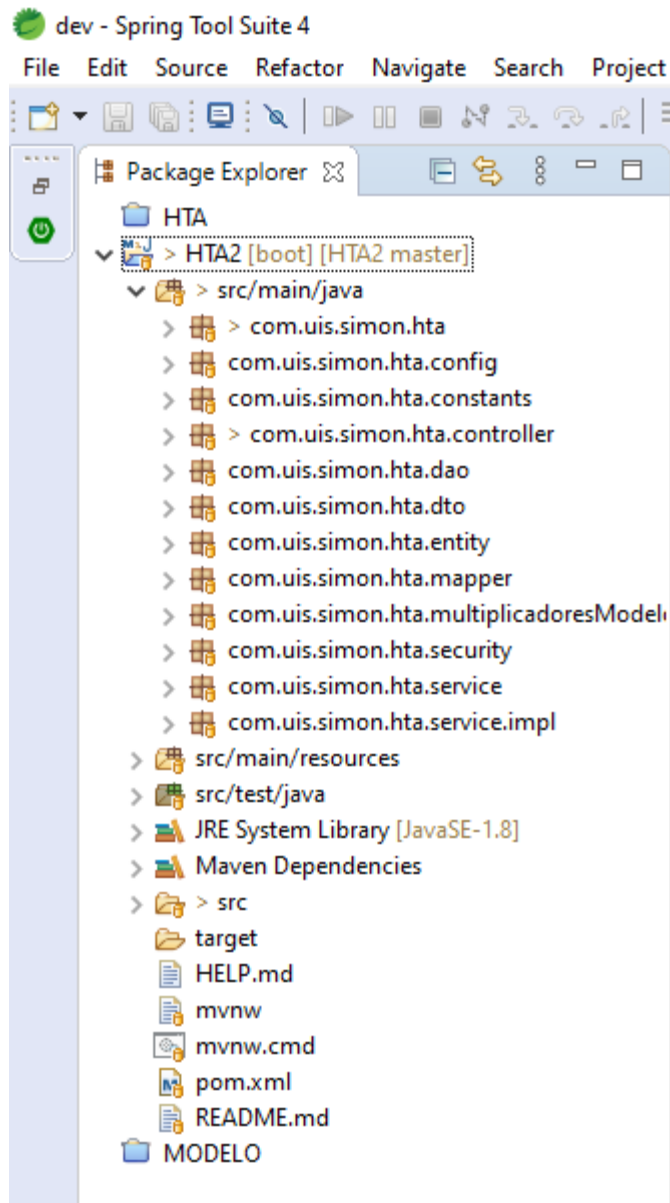 dev - Spring Tool Suite 4
File Edit Source Refactor Navigate Search Project
Package Explorer
HTA
> HTA2 [boot] [HTA2 master]
> src/main/java
> com.uis.simon.hta
com.uis.simon.hta.config
com.uis.simon.hta.constants
> com.uis.simon.hta.controller
com.uis.simon.hta.dao
com.uis.simon.hta.dto
com.uis.simon.hta.entity
com.uis.simon.hta.mapper
com.uis.simon.hta.multiplicadoresModel
com.uis.simon.hta.security
com.uis.simon.hta.service
com.uis.simon.hta.service.impl
src/main/resources
src/test/java
JRE System Library [JavaSE-1.8]
Maven Dependencies
> src
target
HELP.md
mvnw
mvnw.cmd
pom.xml
README.md
MODELO